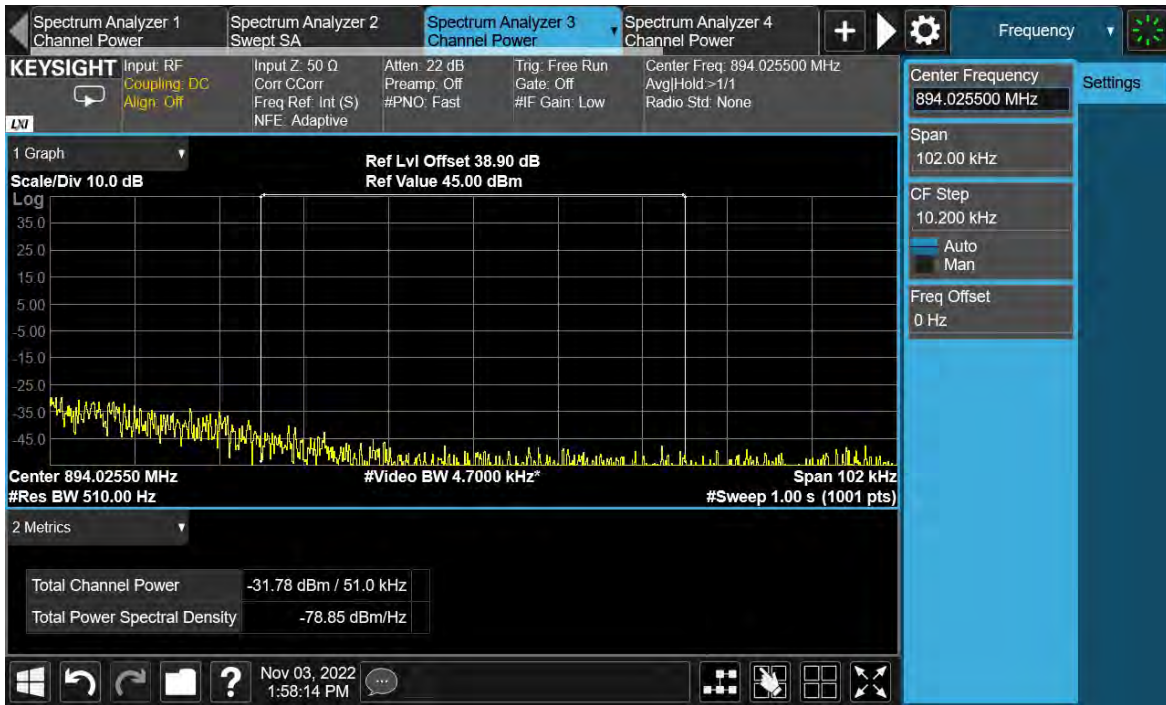 Spectrum Analyzer 1
Channel Power
Spectrum Analyzer 2
Swept SA
Spectrum Analyzer 3
Channel Power
Spectrum Analyzer 4
Channel Power
+
Frequency
KEYSIGHT
LXI
Input: RF
Coupling: DC
Align: Off
Input Z: 50 Ω
Corr CCorr
Freq Ref: Int (S)
NFE: Adaptive
Atten: 22 dB
Preamp: Off
#PNO: Fast
Trig: Free Run
Gate: Off
#IF Gain: Low
Center Freq: 894.025500 MHz
Avg|Hold:>1/1
Radio Std: None
Center Frequency
894.025500 MHz
Settings
Span
102.00 kHz
CF Step
10.200 kHz
Auto
Man
Freq Offset
0 Hz
1 Graph
Scale/Div 10.0 dB
Ref Lvl Offset 38.90 dB
Ref Value 45.00 dBm
Log
35.0
25.0
15.0
5.00
-5.00
-15.0
-25.0
-35.0
-45.0
Center 894.02550 MHz
#Video BW 4.7000 kHz*
Span 102 kHz
#Res BW 510.00 Hz
#Sweep 1.00 s (1001 pts)
2 Metrics
Total Channel Power -31.78 dBm / 51.0 kHz
Total Power Spectral Density -78.85 dBm/Hz
?
Nov 03, 2022
1:58:14 PM